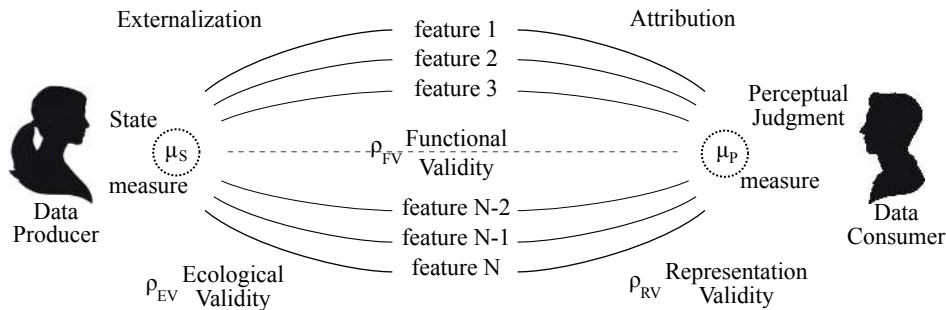 Externalization
Attribution
feature 1
feature 2
feature 3
State
μS
measure
Data
Producer
ρFV Functional
Validity
Perceptual
Judgment
μP
measure
Data
Consumer
feature N-2
feature N-1
feature N
ρEV Ecological
Validity
ρRV Representation
Validity